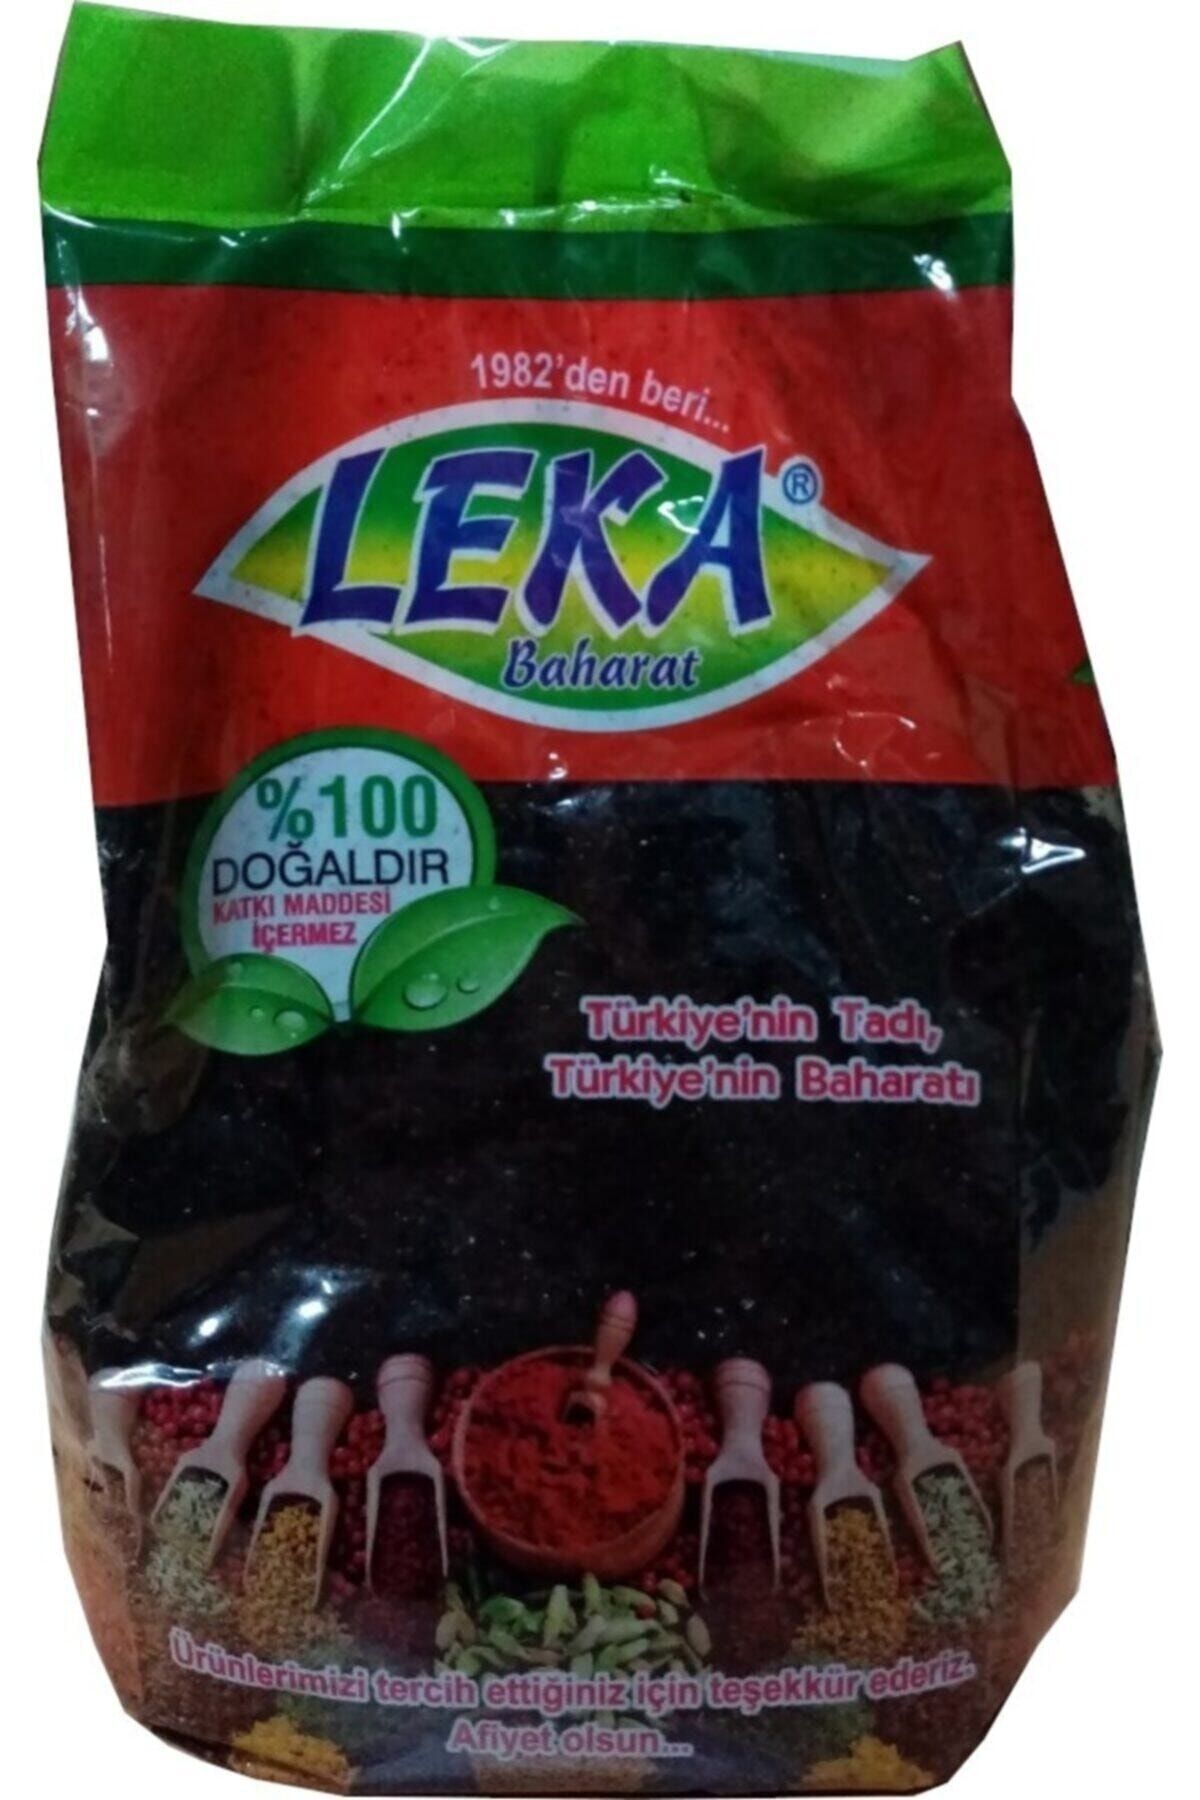 1982'den beri...
LEKA®
Baharat
%100
DOĞALDIR
KATKI MADDESİ
İÇERMEZ
Türkiye'nin Tadı,
Türkiye'nin Baharatı
Ürünlerimizi tercih ettiğiniz için teşekkür ederiz.
Afiyet olsun...